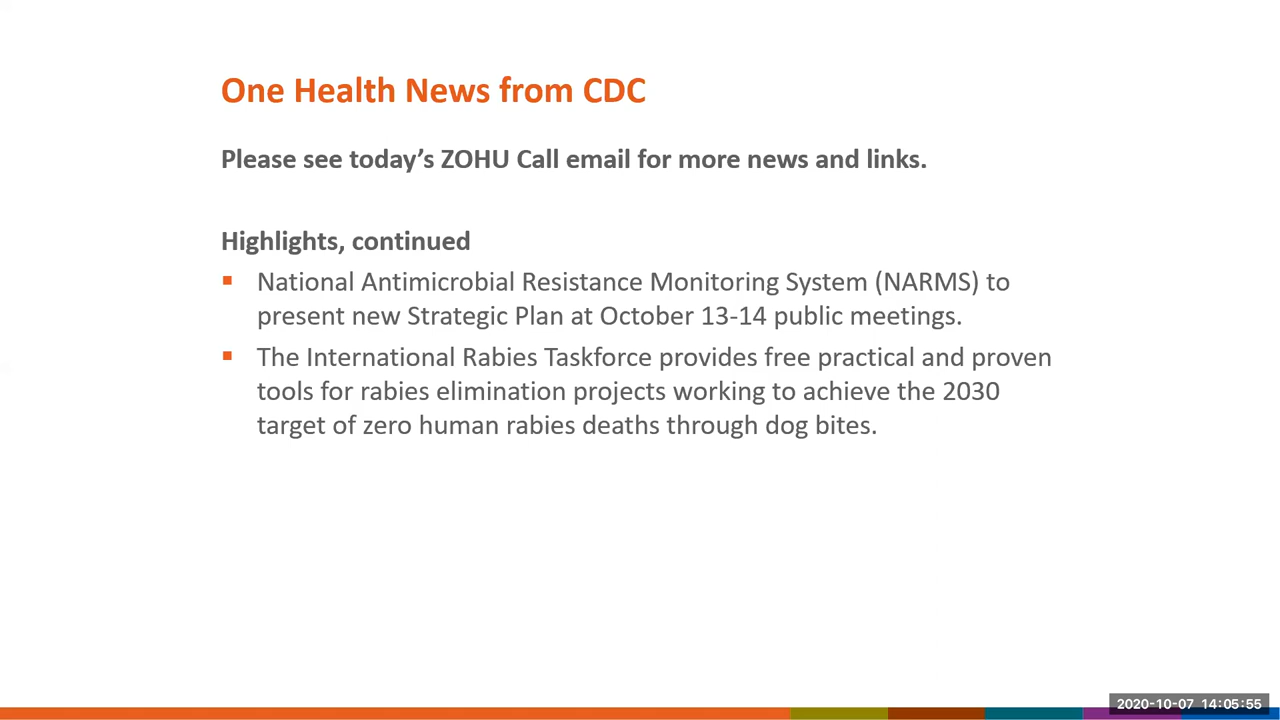 One Health News from CDC
Please see today’s ZOHU Call email for more news and links.
Highlights, continued
National Antimicrobial Resistance Monitoring System (NARMS) to
present new Strategic Plan at October 13-14 public meetings.
The International Rabies Taskforce provides free practical and proven
tools for rabies elimination projects working to achieve the 2030
target of zero human rabies deaths through dog bites.
2020-10-07 14:05:55